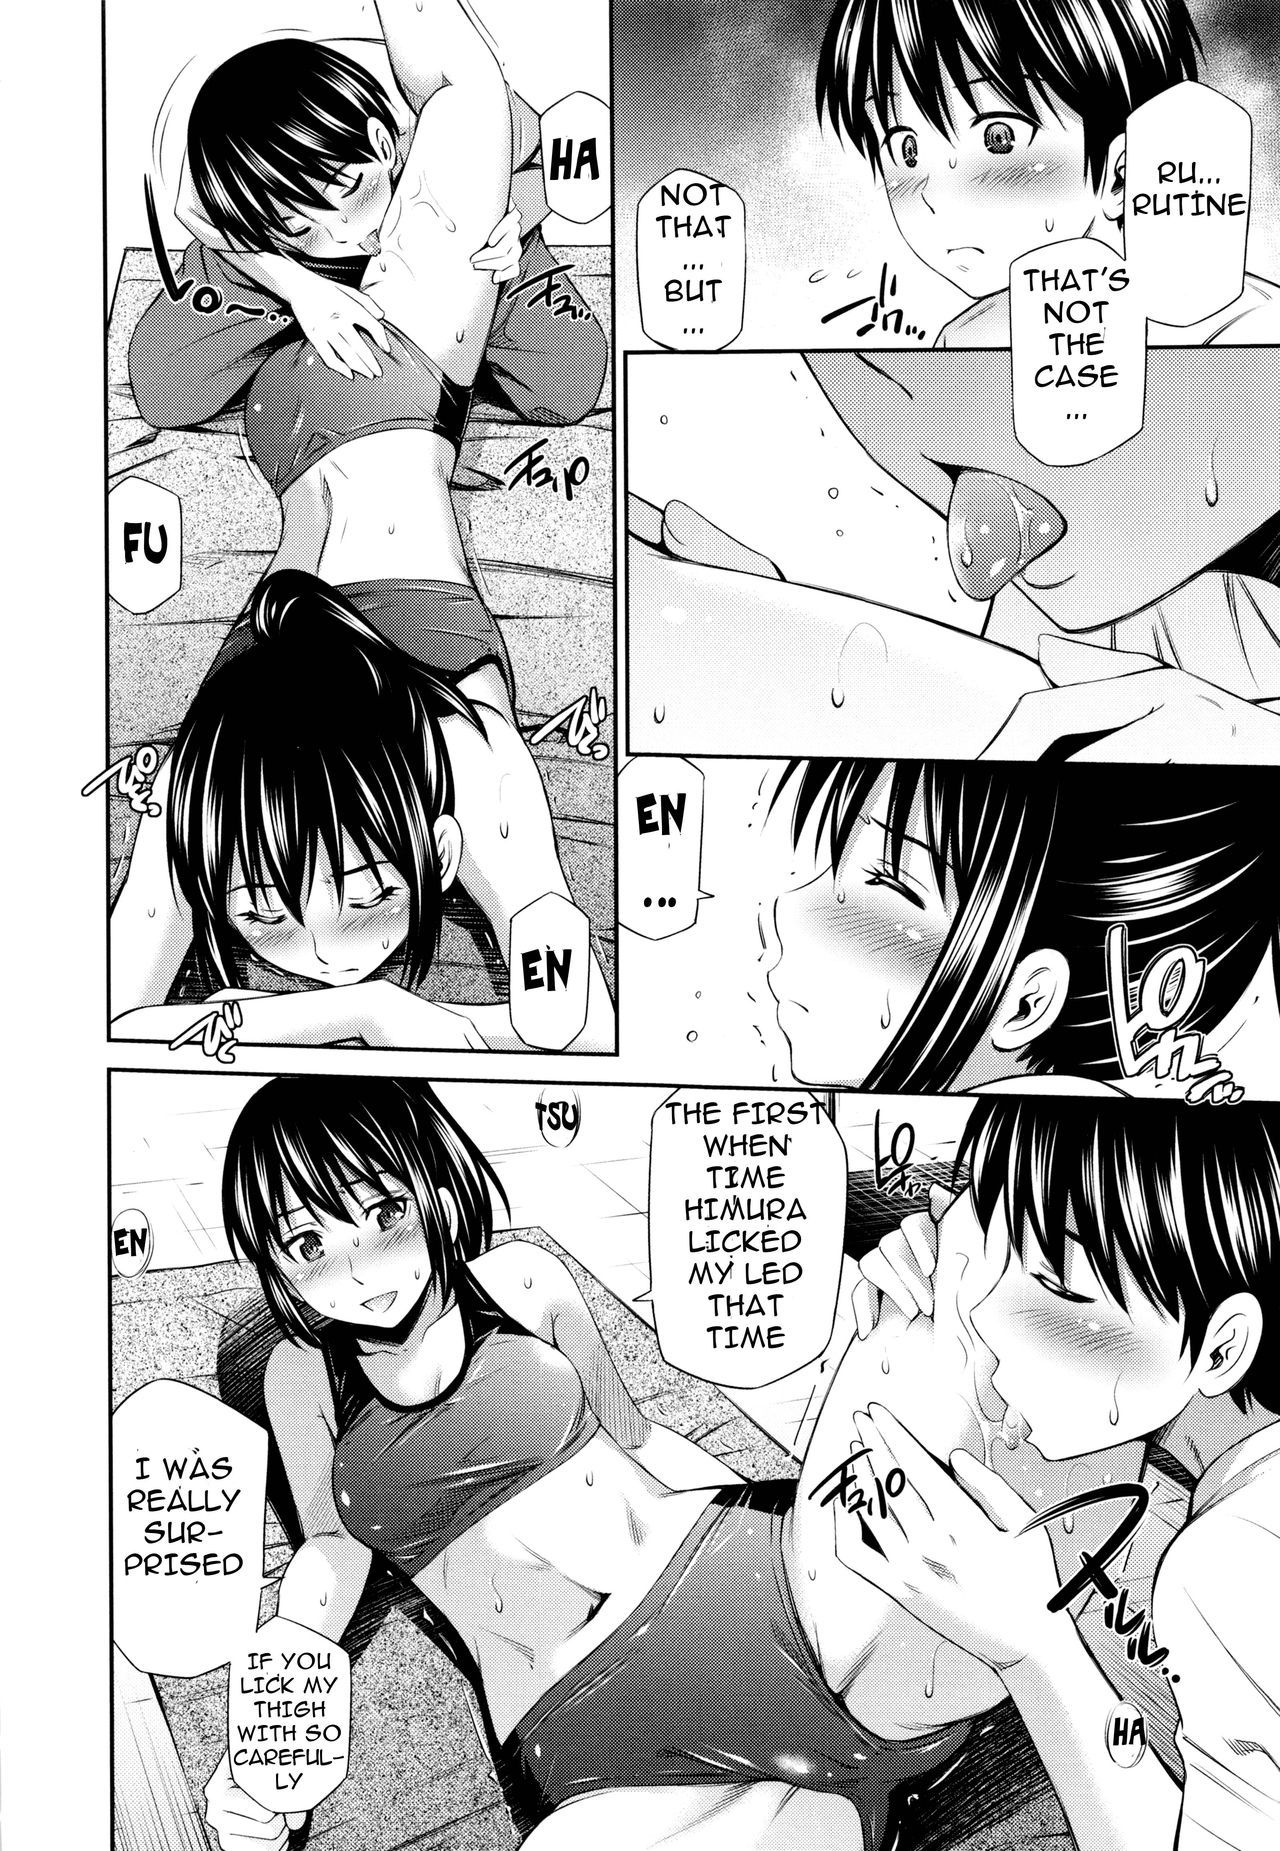 RU...
RUTINE
THAT'S
NOT
THE
CASE
...
NOT
THAT
...
BUT
...
EN
...
HA
FU
EN
THE FIRST
WHEN
TIME
HIMURA
LICKED
MY LED
THAT
TIME
TSU
EN
I WAS
REALLY
SUR-
PRISED
IF YOU
LICK MY
THIGH
WITH SO
CAREFUL-
LY
HA